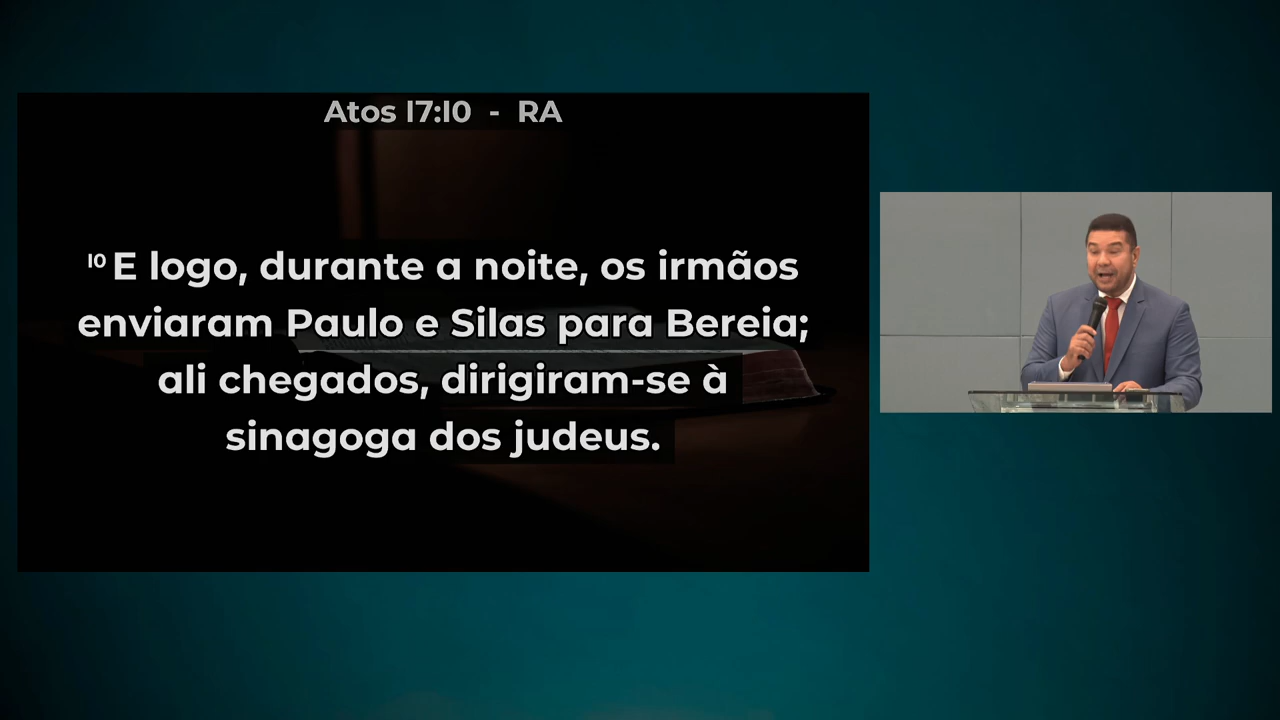 Atos 17:10 - RA
10 E logo, durante a noite, os irmãos
enviaram Paulo e Silas para Bereia;
ali chegados, dirigiram-se à
sinagoga dos judeus.